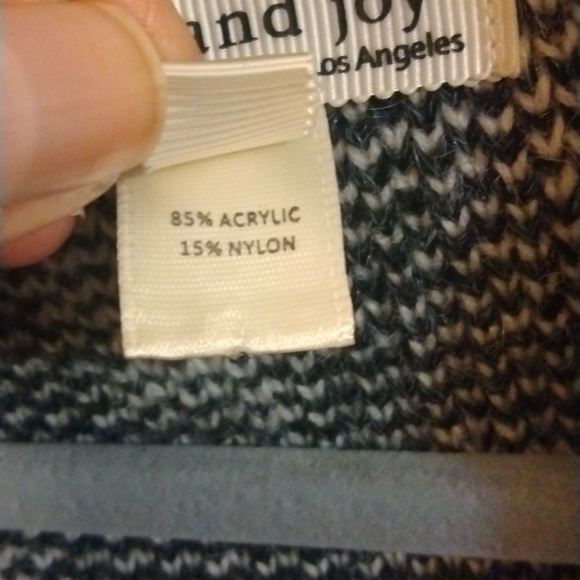 and joy
Los Angeles
85% ACRYLIC
15% NYLON